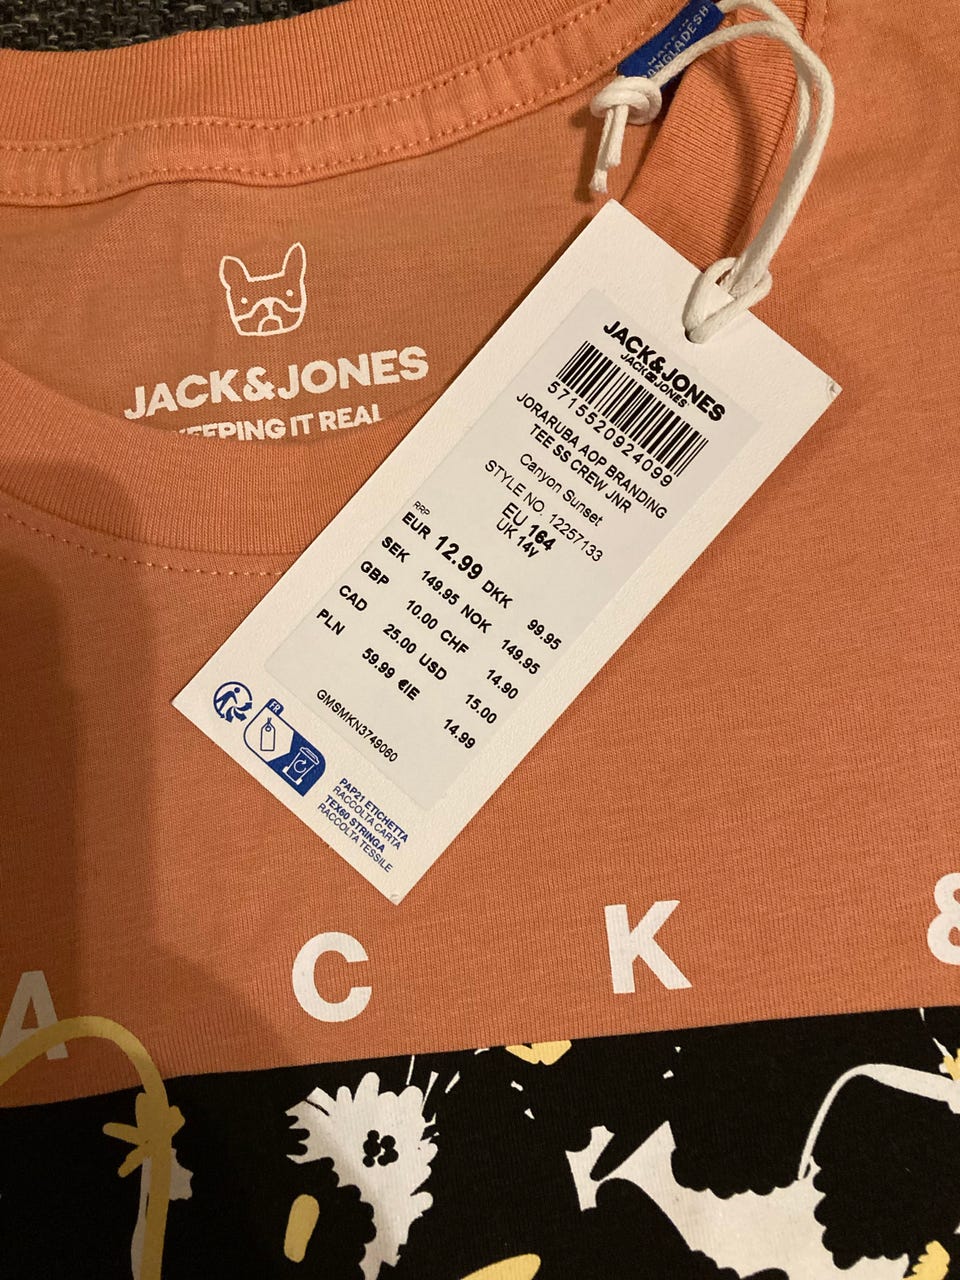 MADE IN
BANGLADESH
JACK&JONES
KEEPING IT REAL
JACK&JONES
JACK&JONES
5715520924099
JORARUBA AOP BRANDING
TEE SS CREW JNR
Canyon Sunset
STYLE NO. 12257133
EU 164
UK 14y
RRP
EUR 12.99 DKK 99.95
SEK 149.95 NOK 149.95
GBP 10.00 CHF 14.90
CAD 25.00 USD 15.00
PLN 59.99 €IE 14.99
GMSMKN3749060
FR
PAP21 ETICHETTA
RACCOLTA CARTA
TEX60 STRINGA
RACCOLTA TESSILE
A C K &